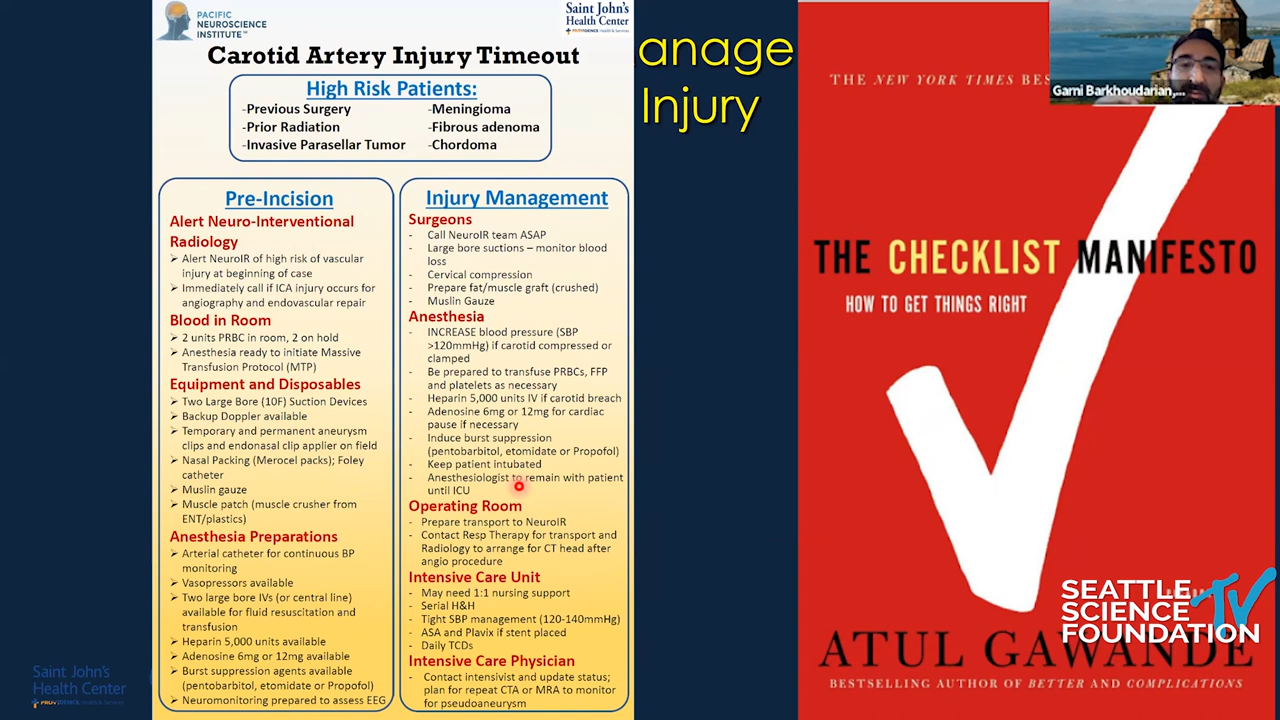 PACIFIC
NEUROSCIENCE
INSTITUTE™
Saint John's
Health Center
PROVIDENCE Health & Services
Carotid Artery Injury Timeout
High Risk Patients:
-Previous Surgery
-Prior Radiation
-Invasive Parasellar Tumor
-Meningioma
-Fibrous adenoma
-Chordoma
Pre-Incision
Alert Neuro-Interventional
Radiology
➢ Alert NeuroIR of high risk of vascular
injury at beginning of case
➢ Immediately call if ICA injury occurs for
angiography and endovascular repair
Blood in Room
➢ 2 units PRBC in room, 2 on hold
➢ Anesthesia ready to initiate Massive
Transfusion Protocol (MTP)
Equipment and Disposables
➢ Two Large Bore (10F) Suction Devices
➢ Backup Doppler available
➢ Temporary and permanent aneurysm
clips and endonasal clip applier on field
➢ Nasal Packing (Merocel packs); Foley
catheter
➢ Muslin gauze
➢ Muscle patch (muscle crusher from
ENT/plastics)
Anesthesia Preparations
➢ Arterial catheter for continuous BP
monitoring
➢ Vasopressors available
➢ Two large bore IVs (or central line)
available for fluid resuscitation and
transfusion
➢ Heparin 5,000 units available
➢ Adenosine 6mg or 12mg available
➢ Burst suppression agents available
(pentobarbitol, etomidate or Propofol)
➢ Neuromonitoring prepared to assess EEG
Injury Management
Surgeons
- Call NeuroIR team ASAP
- Large bore suctions – monitor blood
loss
- Cervical compression
- Prepare fat/muscle graft (crushed)
- Muslin Gauze
Anesthesia
- INCREASE blood pressure (SBP
>120mmHg) if carotid compressed or
clamped
- Be prepared to transfuse PRBCs, FFP
and platelets as necessary
- Heparin 5,000 units IV if carotid breach
- Adenosine 6mg or 12mg for cardiac
pause if necessary
- Induce burst suppression
(pentobarbitol, etomidate or Propofol)
- Keep patient intubated
- Anesthesiologist to remain with patient
until ICU
Operating Room
- Prepare transport to NeuroIR
- Contact Resp Therapy for transport and
Radiology to arrange for CT head after
angio procedure
Intensive Care Unit
- May need 1:1 nursing support
- Serial H&H
- Tight SBP management (120-140mmHg)
- ASA and Plavix if stent placed
- Daily TCDs
Intensive Care Physician
- Contact intensivist and update status;
plan for repeat CTA or MRA to monitor
for pseudoaneurysm
anage
Injury
THE NEW YORK TIMES BES
Garni Barkhoudarian,...
THE CHECKLIST MANIFESTO
HOW TO GET THINGS RIGHT
SEATTLE
SCIENCE
FOUNDATION
TV
ATUL GAWANDE
BESTSELLING AUTHOR OF BETTER AND COMPLICATIONS
Saint John's
Health Center